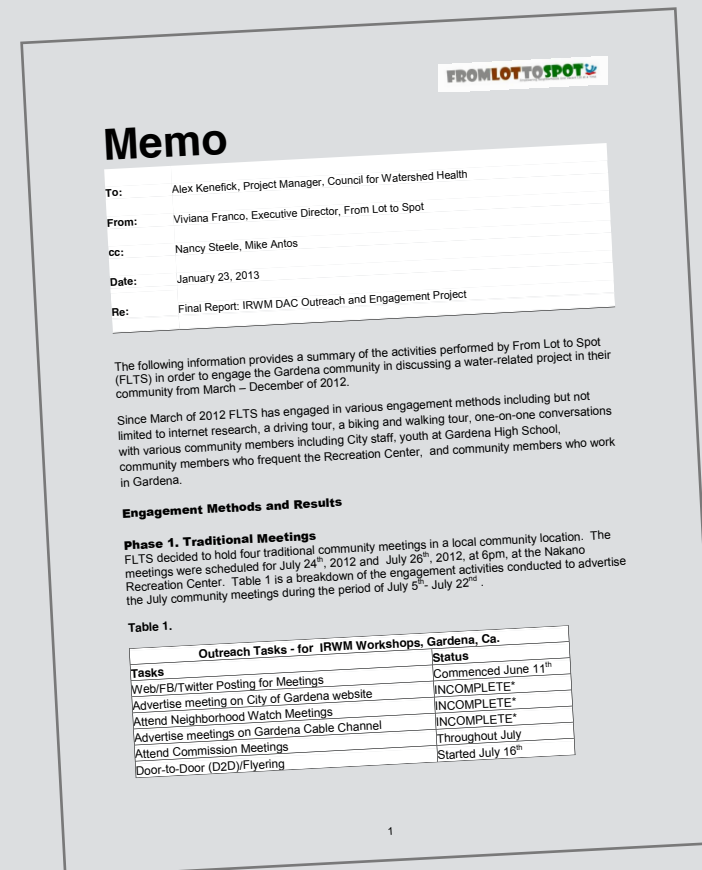 FROMLOTTOSPOT
Memo
To: Alex Kenefick, Project Manager, Council for Watershed Health
From: Viviana Franco, Executive Director, From Lot to Spot
cc: Nancy Steele, Mike Antos
Date: January 23, 2013
Re: Final Report: IRWM DAC Outreach and Engagement Project
The following information provides a summary of the activities performed by From Lot to Spot
(FLTS) in order to engage the Gardena community in discussing a water-related project in their
community from March – December of 2012.
Since March of 2012 FLTS has engaged in various engagement methods including but not
limited to internet research, a driving tour, a biking and walking tour, one-on-one conversations
with various community members including City staff, youth at Gardena High School,
community members who frequent the Recreation Center, and community members who work
in Gardena.
Engagement Methods and Results
Phase 1. Traditional Meetings
FLTS decided to hold four traditional community meetings in a local community location. The
meetings were scheduled for July 24th, 2012 and July 26th, 2012, at 6pm, at the Nakano
Recreation Center. Table 1 is a breakdown of the engagement activities conducted to advertise
the July community meetings during the period of July 5th- July 22nd .
Table 1.
Outreach Tasks - for IRWM Workshops, Gardena, Ca.
Tasks Status
Web/FB/Twitter Posting for Meetings Commenced June 11th
Advertise meeting on City of Gardena website INCOMPLETE*
Attend Neighborhood Watch Meetings INCOMPLETE*
Advertise meetings on Gardena Cable Channel INCOMPLETE*
Attend Commission Meetings Throughout July
Door-to-Door (D2D)/Flyering Started July 16th
1